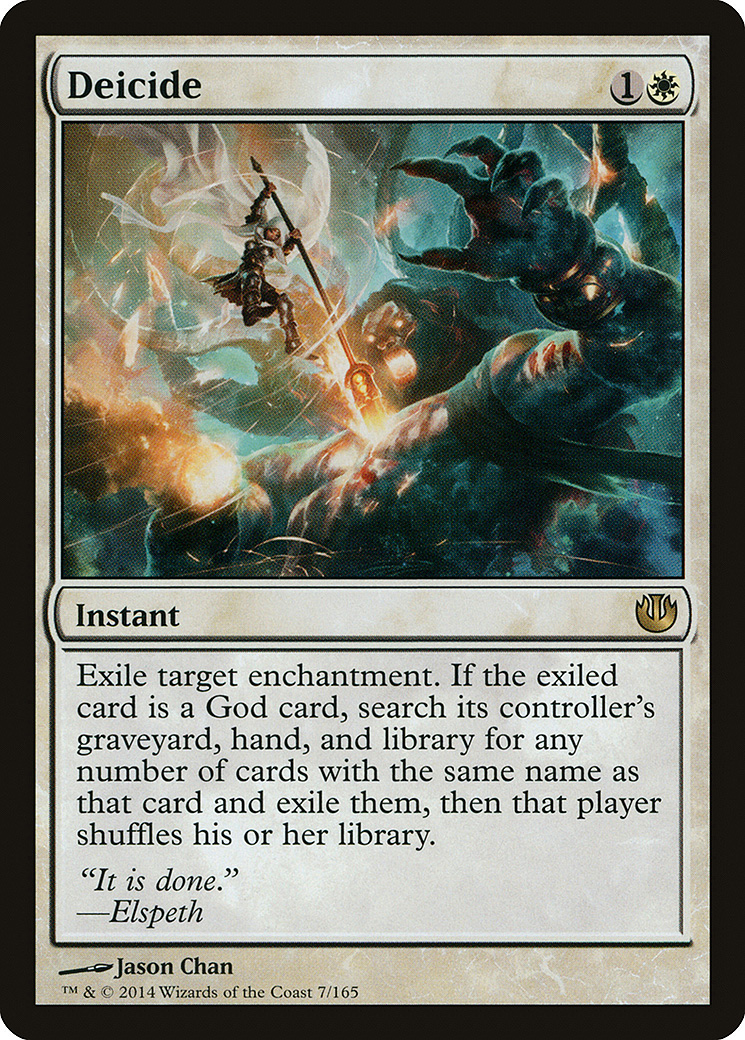 Deicide 1
Instant
Exile target enchantment. If the exiled
card is a God card, search its controller's
graveyard, hand, and library for any
number of cards with the same name as
that card and exile them, then that player
shuffles his or her library.
“It is done.”
—Elspeth
Jason Chan
™ & © 2014 Wizards of the Coast 7/165